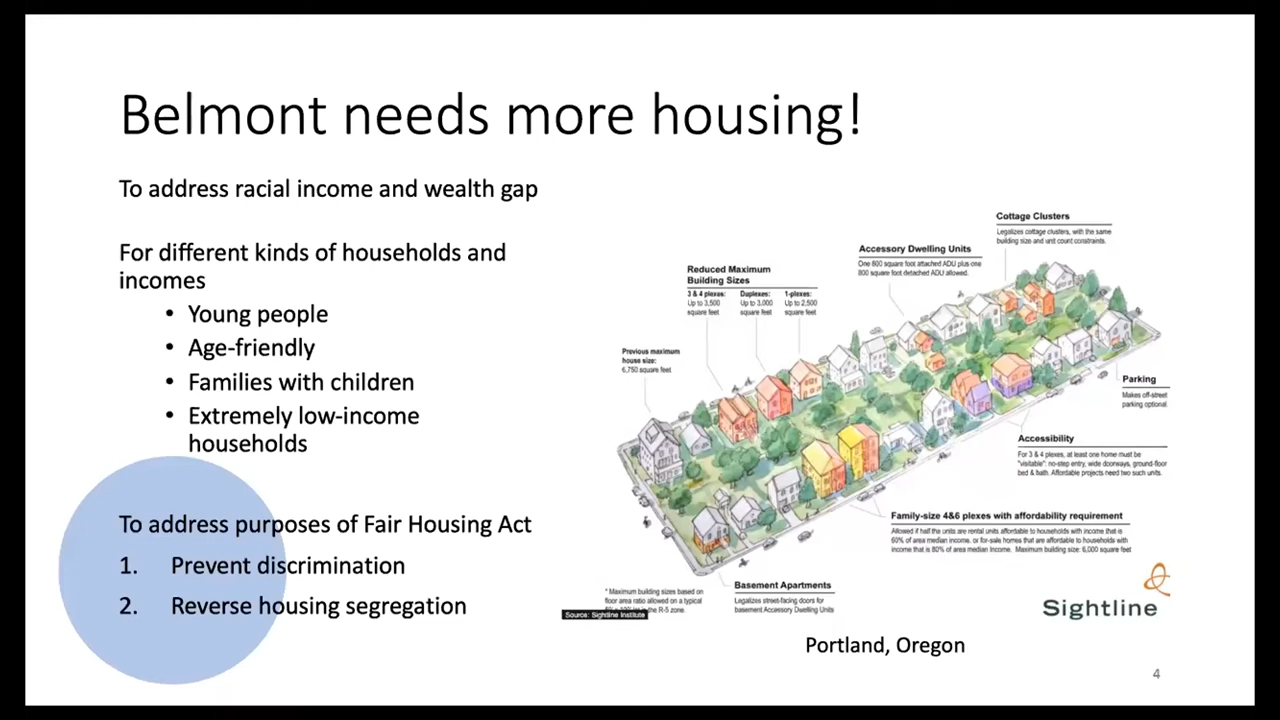 Belmont needs more housing!
To address racial income and wealth gap
For different kinds of households and
incomes
• Young people
• Age-friendly
• Families with children
• Extremely low-income
households
To address purposes of Fair Housing Act
1. Prevent discrimination
2. Reverse housing segregation
Cottage Clusters
Legalizes cottage clusters, with the same
building size and unit count constraints.
Accessory Dwelling Units
One 800 square foot attached ADU plus one
800 square foot detached ADU allowed.
Reduced Maximum
Building Sizes
3 & 4 plexes:
Up to 3,500
square feet
Duplexes:
Up to 3,000
square feet
1-plexes:
Up to 2,500
square feet
Previous maximum
house size:
6,750 square feet
Parking
Makes off-street
parking optional.
Accessibility
For 3 & 4 plexes, at least one home must be
"visitable": no-step entry, wide doorways, ground-floor
bed & bath. Affordable projects need two such units.
Family-size 4&6 plexes with affordability requirement
Allowed if half the units are rental units affordable to households with income that is
60% of area median income, or for-sale homes that are affordable to households with
income that is 80% of area median income. Maximum building size: 6,000 square feet
Basement Apartments
Legalizes street-facing doors for
basement Accessory Dwelling Units
* Maximum building sizes based on
floor area ratio allowed on a typical
in the R-5 zone.
Source: Sightline Institute
Sightline
Portland, Oregon
4